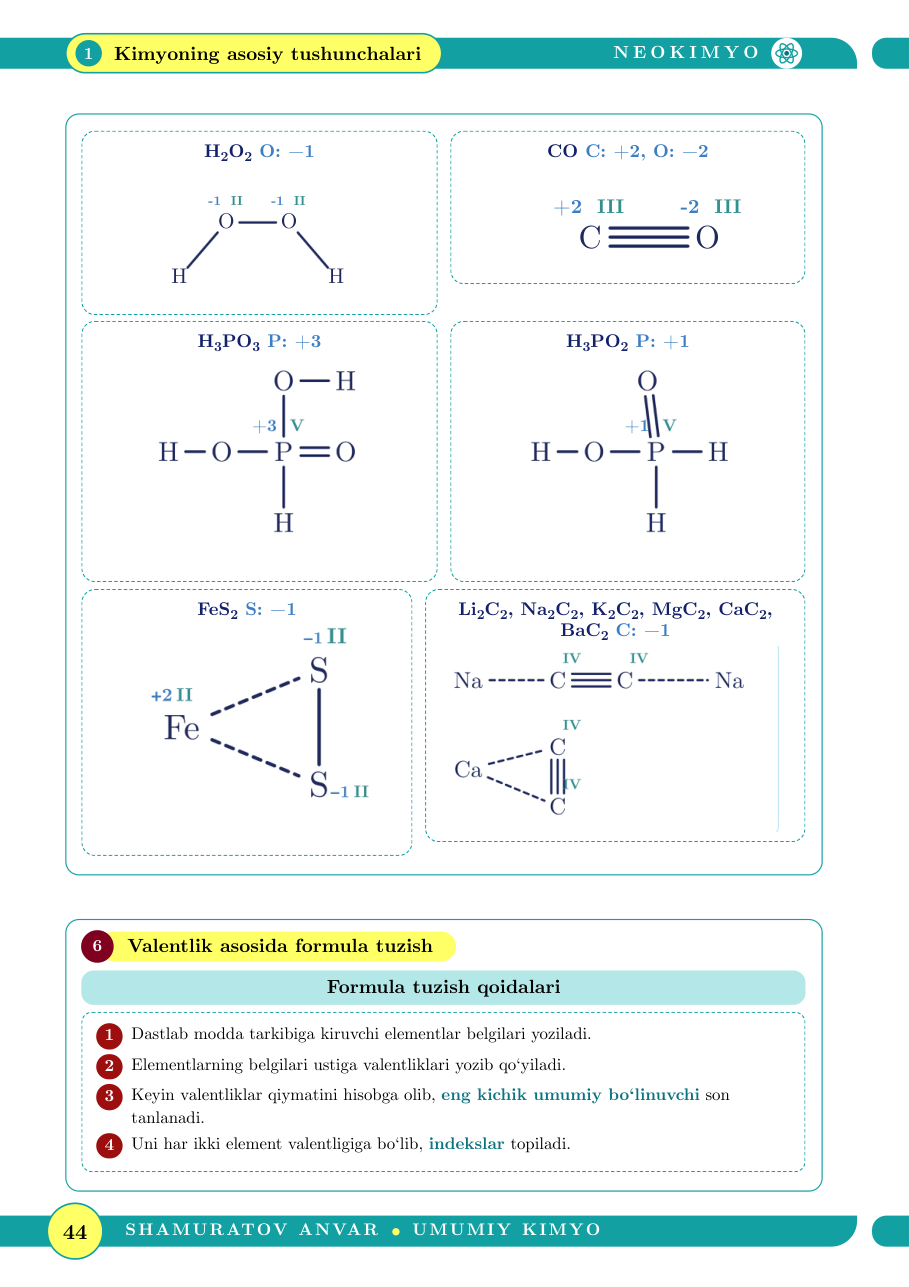 1 Kimyoning asosiy tushunchalari
NEOKIMYO
H₂O₂ O: −1
-1 II -1 II
O O
H H
CO C: +2, O: −2
+2 III -2 III
C O
H₃PO₃ P: +3
O H
+3 V
H O P O
H
H₃PO₂ P: +1
O
+1 V
H O P H
H
FeS₂ S: −1
−1 II
S
+2 II
Fe
S −1 II
Li₂C₂, Na₂C₂, K₂C₂, MgC₂, CaC₂,
BaC₂ C: −1
IV IV
Na C C Na
IV
C
Ca
IV
C
6 Valentlik asosida formula tuzish
Formula tuzish qoidalari
1 Dastlab modda tarkibiga kiruvchi elementlar belgilari yoziladi.
2 Elementlarning belgilari ustiga valentliklari yozib qo‘yiladi.
3 Keyin valentliklar qiymatini hisobga olib, eng kichik umumiy bo‘linuvchi son
tanlanadi.
4 Uni har ikki element valentligiga bo‘lib, indekslar topiladi.
44 SHAMURATOV ANVAR • UMUMIY KIMYO